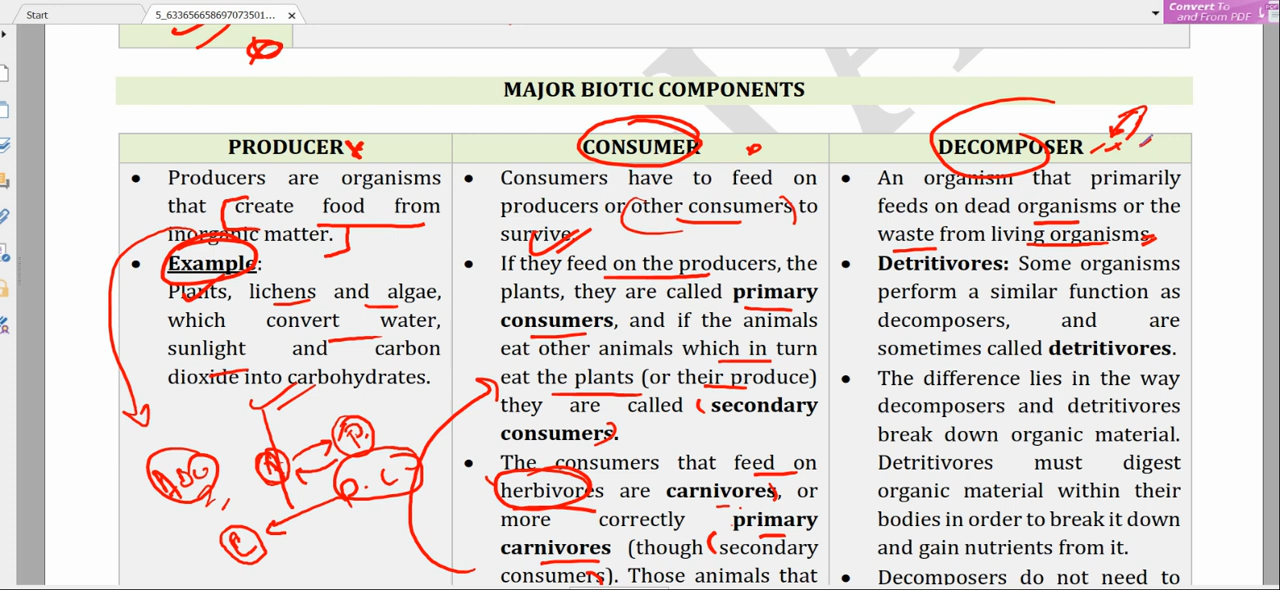 Start
5_633656658697073501...
Convert To
and From PDF
MAJOR BIOTIC COMPONENTS
PRODUCER
Producers are organisms
that create food from
inorganic matter.
Example:
Plants, lichens and algae,
which convert water,
sunlight and carbon
dioxide into carbohydrates.
CONSUMER
Consumers have to feed on
producers or other consumers to
survive
If they feed on the producers, the
plants, they are called primary
consumers, and if the animals
eat other animals which in turn
eat the plants (or their produce)
they are called secondary
consumers.
The consumers that feed on
herbivores are carnivores, or
more correctly primary
carnivores (though secondary
consumers). Those animals that
DECOMPOSER
An organism that primarily
feeds on dead organisms or the
waste from living organisms
Detritivores: Some organisms
perform a similar function as
decomposers, and are
sometimes called detritivores.
The difference lies in the way
decomposers and detritivores
break down organic material.
Detritivores must digest
organic material within their
bodies in order to break it down
and gain nutrients from it.
Decomposers do not need to
P.
P. C